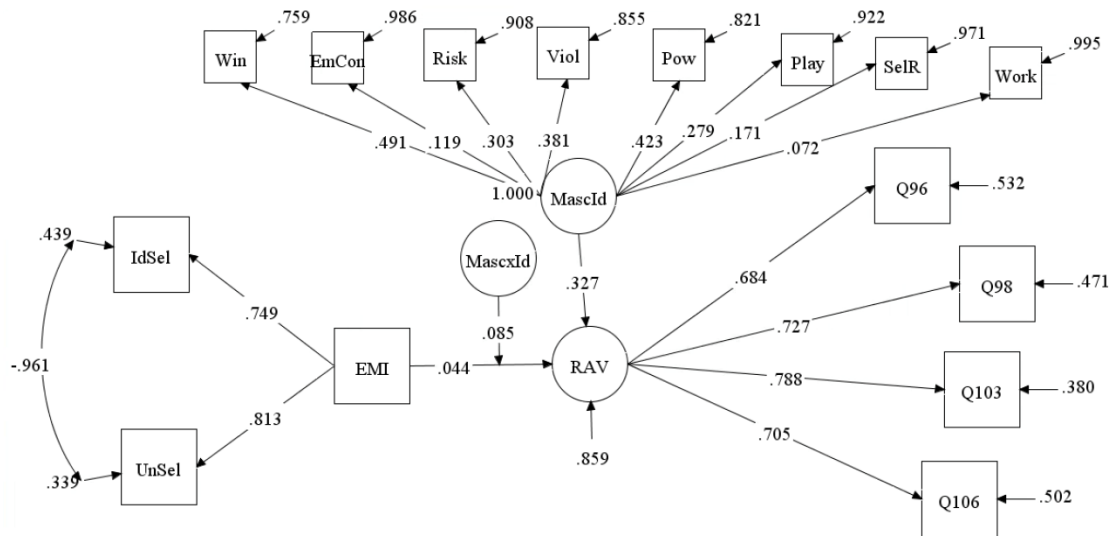 .759
.986
.908
.855
.821
.922
.971
.995
Win
EmCon
Risk
Viol
Pow
Play
SelR
Work
.491
.119
.303
.381
.423
.279
.171
.072
1.000
MascId
Q96
.532
.439
IdSel
MascxId
.327
.684
Q98
.471
.749
.085
.727
-.961
EMI
.044
RAV
.788
Q103
.380
.813
.705
.859
UnSel
.339
Q106
.502